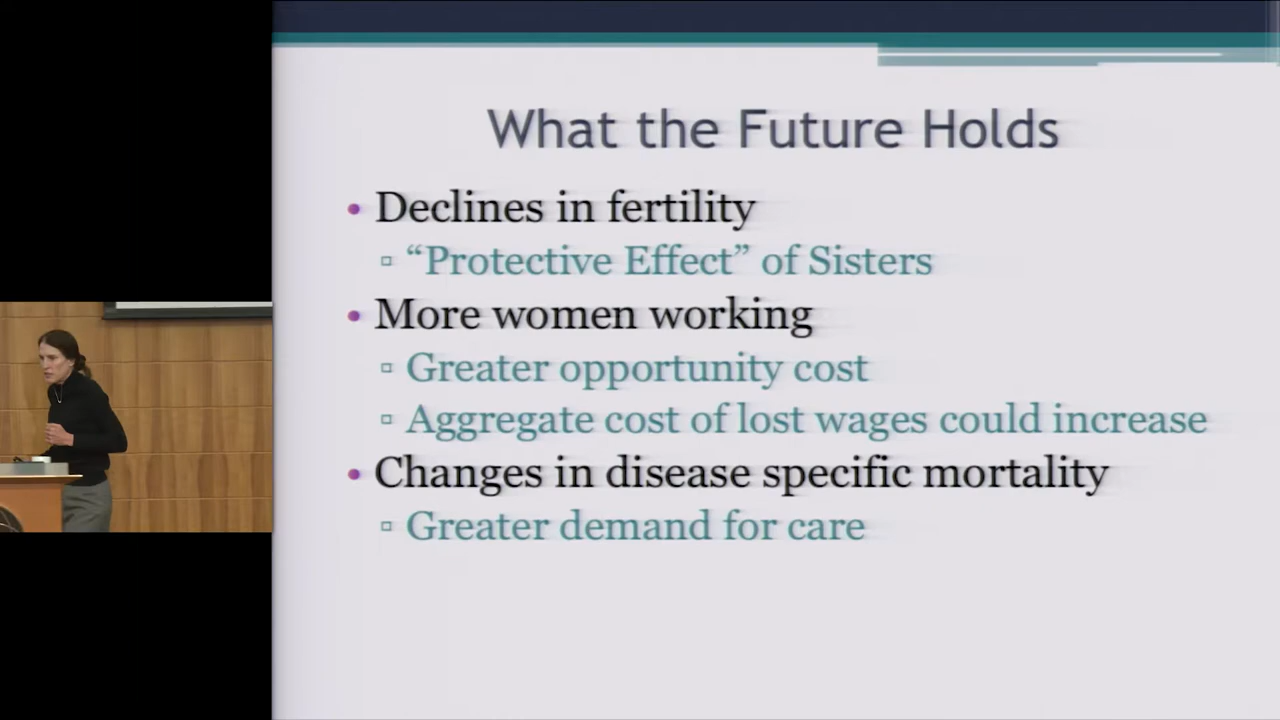 What the Future Holds
• Declines in fertility
▫ “Protective Effect” of Sisters
• More women working
▫ Greater opportunity cost
▫ Aggregate cost of lost wages could increase
• Changes in disease specific mortality
▫ Greater demand for care